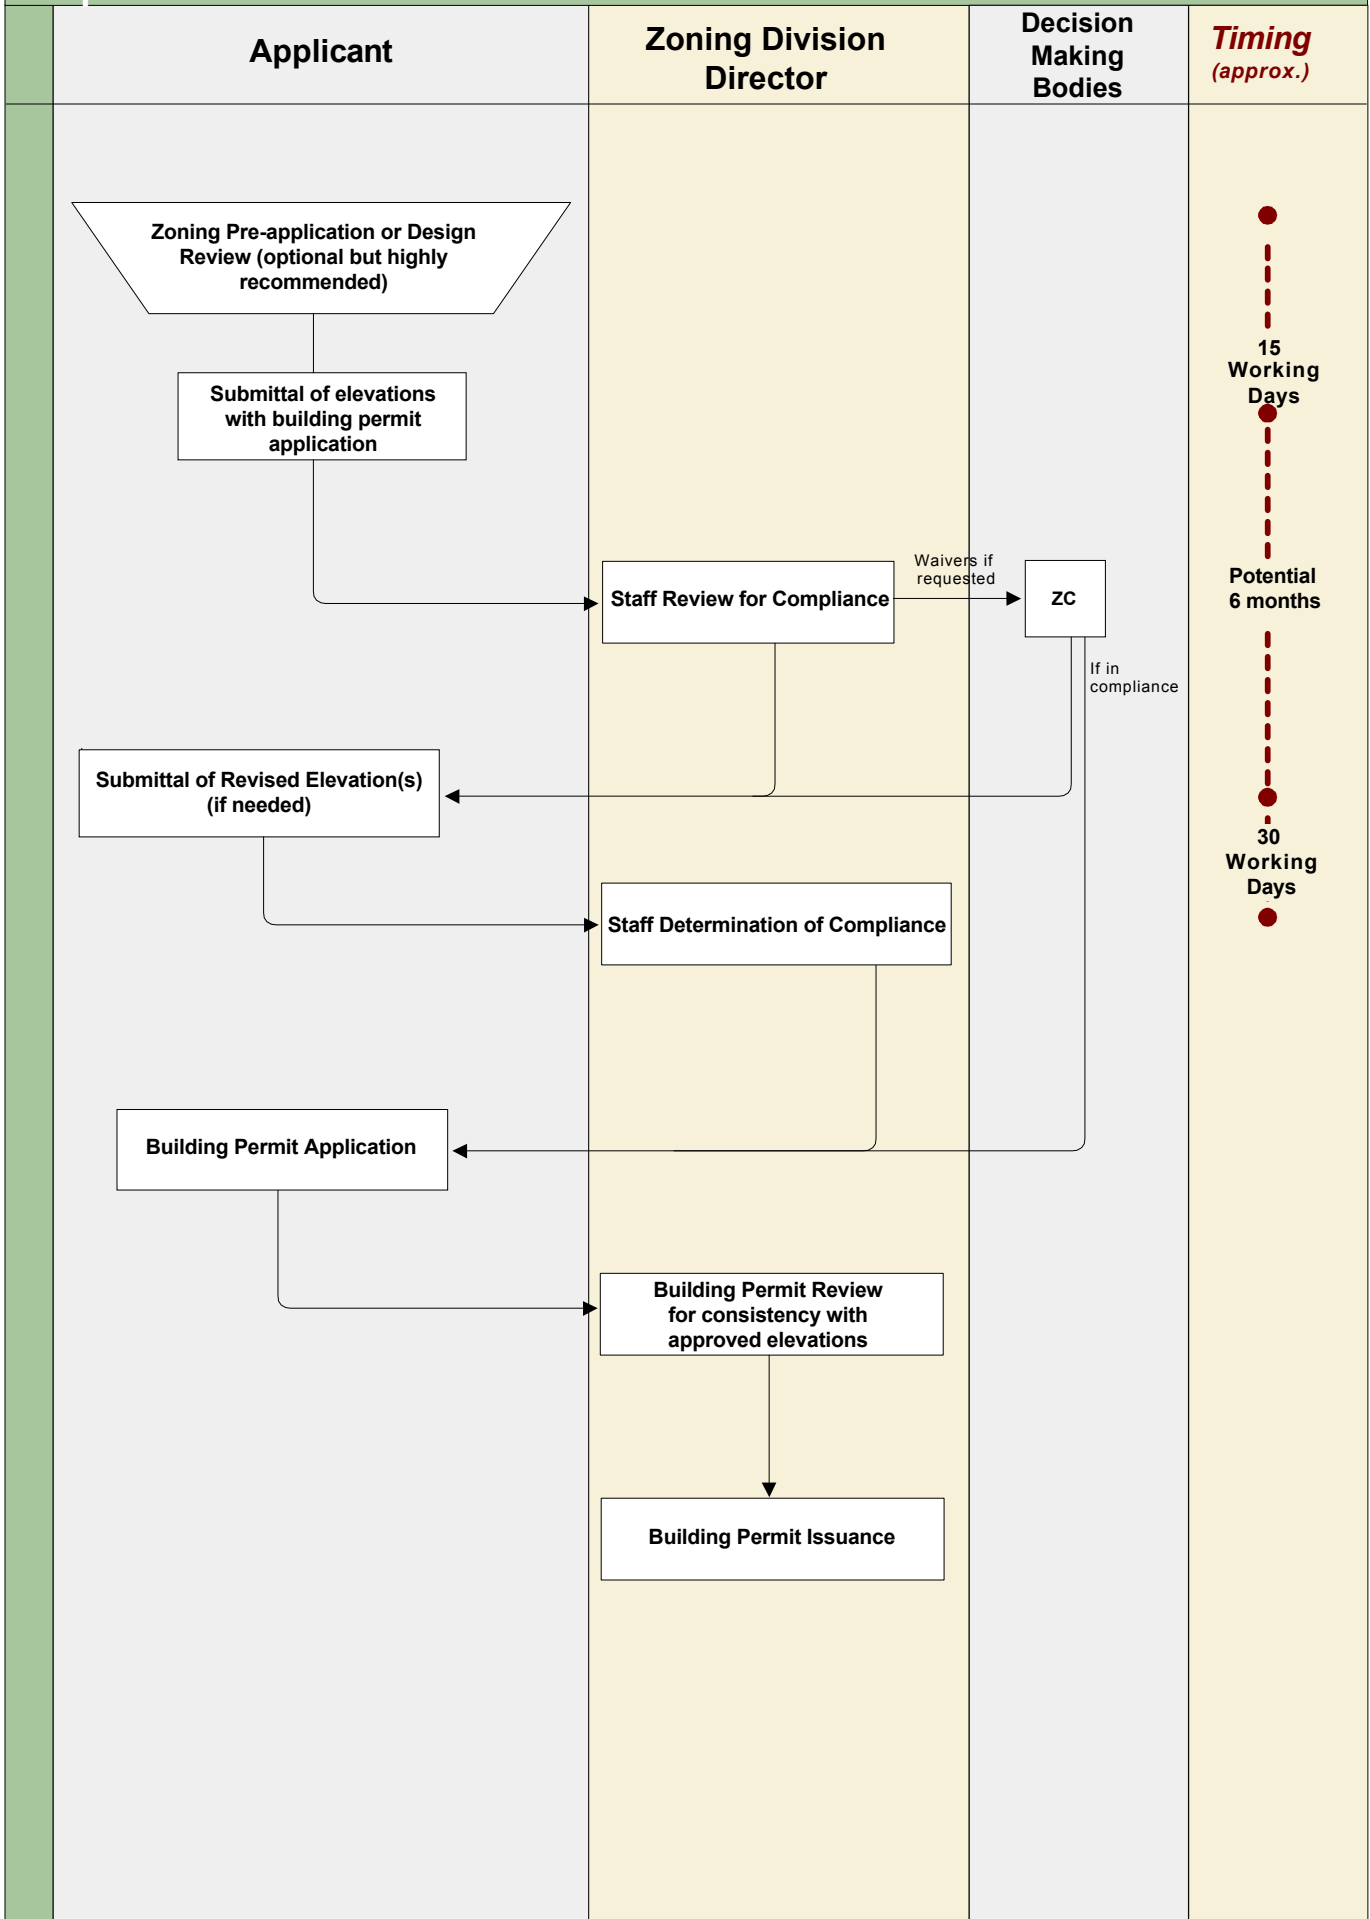 Applicant
Zoning Division
Director
Decision
Making
Bodies
Timing
(approx.)
Zoning Pre-application or Design
Review (optional but highly
recommended)
15
Working
Days
Submittal of elevations
with building permit
application
Waivers if
requested
Staff Review for Compliance
ZC
Potential
6 months
If in
compliance
Submittal of Revised Elevation(s)
(if needed)
30
Working
Days
Staff Determination of Compliance
Building Permit Application
Building Permit Review
for consistency with
approved elevations
Building Permit Issuance